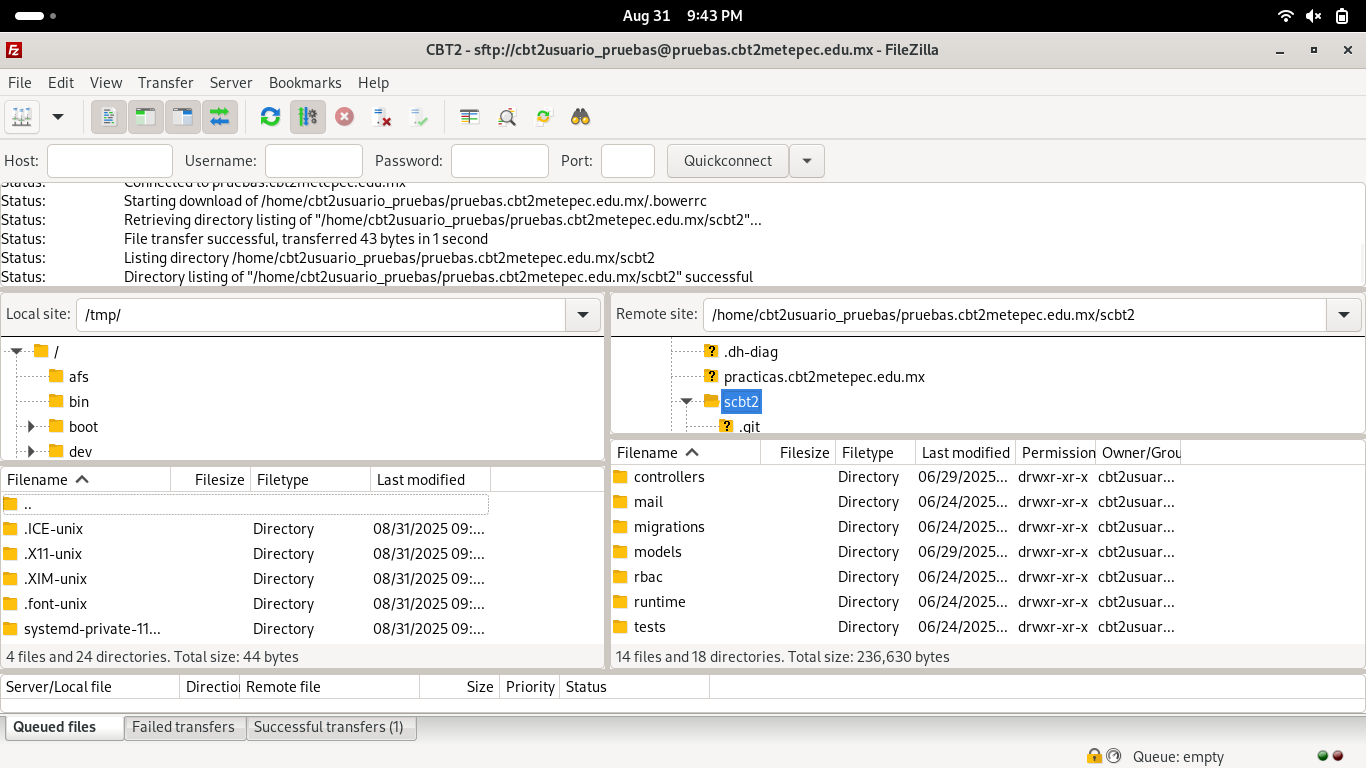 Aug 31 9:43 PM
CBT2 - sftp://cbt2usuario_pruebas@pruebas.cbt2metepec.edu.mx - FileZilla
File Edit View Transfer Server Bookmarks Help
Host: Username: Password: Port: Quickconnect
Status: Connected to pruebas.cbt2metepec.edu.mx
Status: Starting download of /home/cbt2usuario_pruebas/pruebas.cbt2metepec.edu.mx/.bowerrc
Status: Retrieving directory listing of "/home/cbt2usuario_pruebas/pruebas.cbt2metepec.edu.mx/scbt2"...
Status: File transfer successful, transferred 43 bytes in 1 second
Status: Listing directory /home/cbt2usuario_pruebas/pruebas.cbt2metepec.edu.mx/scbt2
Status: Directory listing of "/home/cbt2usuario_pruebas/pruebas.cbt2metepec.edu.mx/scbt2" successful
Local site: /tmp/
/
afs
bin
boot
dev
Filename Filesize Filetype Last modified
..
.ICE-unix Directory 08/31/2025 09:...
.X11-unix Directory 08/31/2025 09:...
.XIM-unix Directory 08/31/2025 09:...
.font-unix Directory 08/31/2025 09:...
systemd-private-11... Directory 08/31/2025 09:...
4 files and 24 directories. Total size: 44 bytes
Remote site: /home/cbt2usuario_pruebas/pruebas.cbt2metepec.edu.mx/scbt2
.dh-diag
practicas.cbt2metepec.edu.mx
scbt2
.git
Filename Filesize Filetype Last modified Permission Owner/Grou
controllers Directory 06/29/2025... drwxr-xr-x cbt2usuar...
mail Directory 06/24/2025... drwxr-xr-x cbt2usuar...
migrations Directory 06/24/2025... drwxr-xr-x cbt2usuar...
models Directory 06/29/2025... drwxr-xr-x cbt2usuar...
rbac Directory 06/24/2025... drwxr-xr-x cbt2usuar...
runtime Directory 06/24/2025... drwxr-xr-x cbt2usuar...
tests Directory 06/24/2025... drwxr-xr-x cbt2usuar...
14 files and 18 directories. Total size: 236,630 bytes
Server/Local file Direction Remote file Size Priority Status
Queued files Failed transfers Successful transfers (1)
Queue: empty